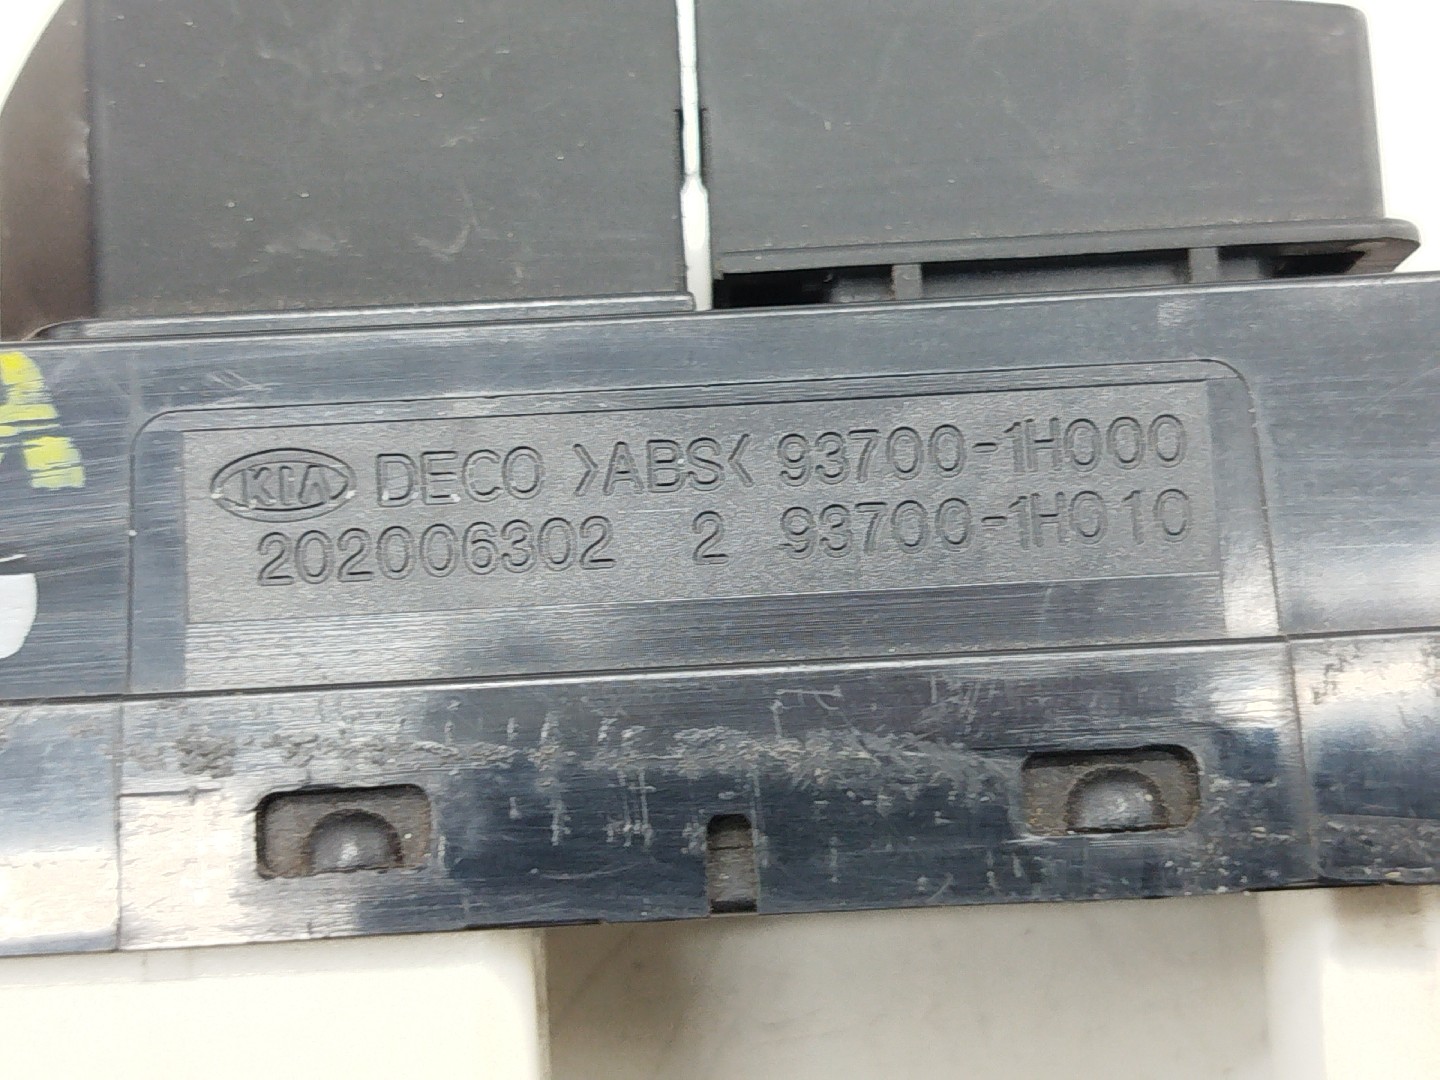 KIA DECO >ABS< 93700-1H000
202006302 2 93700-1H010